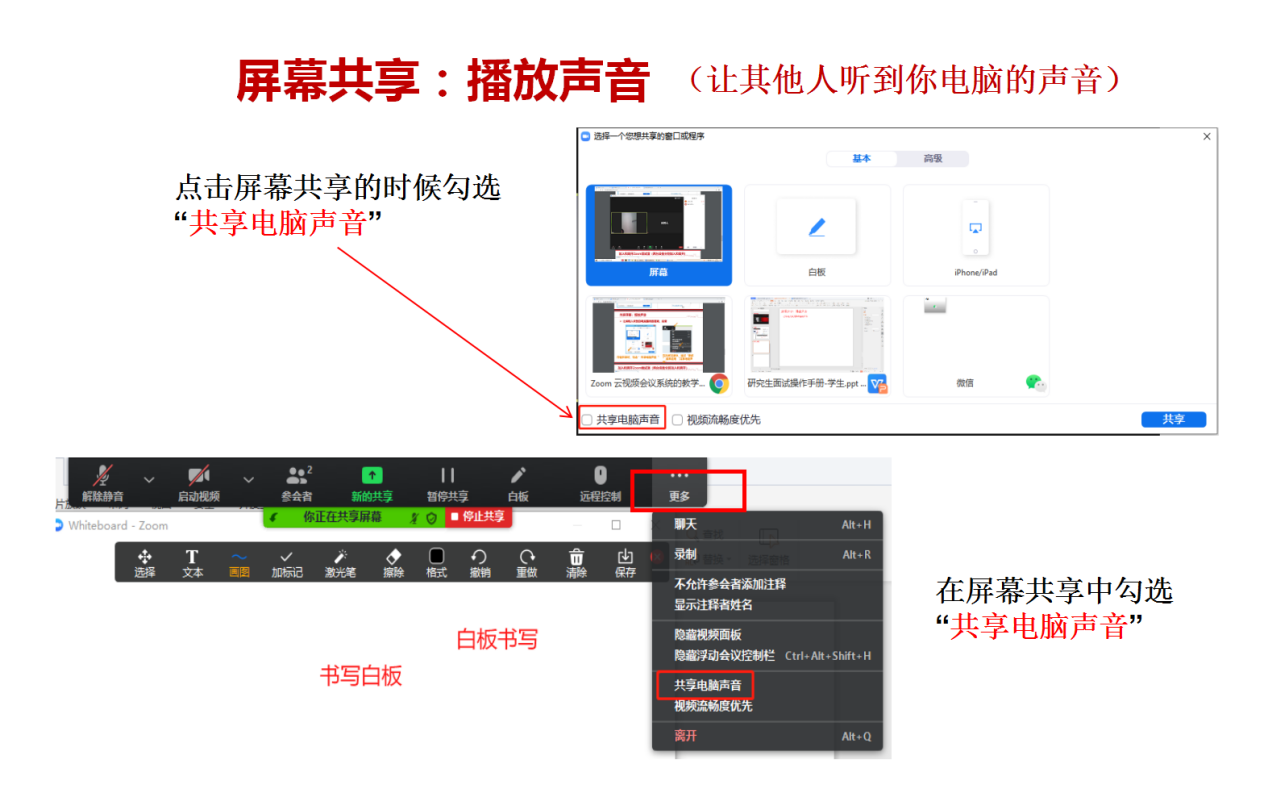 屏幕共享：播放声音 （让其他人听到你电脑的声音）
点击屏幕共享的时候勾选
“共享电脑声音”
选择一个您想共享的窗口或程序
基本 高级
屏幕 白板 iPhone/iPad
Zoom 云视频会议系统的教学... 研究生面试操作手册-学生.ppt ... 微信
共享电脑声音 视频流畅度优先 共享
解除静音 启动视频 参会者 2 新的共享 暂停共享 白板 远程控制 更多
你正在共享屏幕 停止共享
Whiteboard - Zoom
选择 文本 画图 加标记 激光笔 擦除 格式 撤销 重做 清除 保存
白板书写
书写白板
聊天 Alt+H
录制 Alt+R
不允许参会者添加注释
显示注释者姓名
隐藏视频面板
隐藏浮动会议控制栏 Ctrl+Alt+Shift+H
共享电脑声音
视频流畅度优先
离开 Alt+Q
在屏幕共享中勾选
“共享电脑声音”